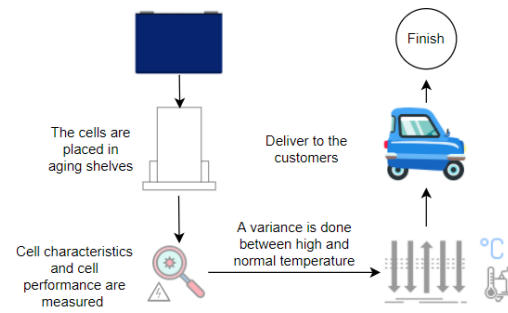 Finish
The cells are
placed in
aging shelves
Deliver to the
customers
Cell characteristics
and cell
performance are
measured
A variance is done
between high and
normal temperature
°C